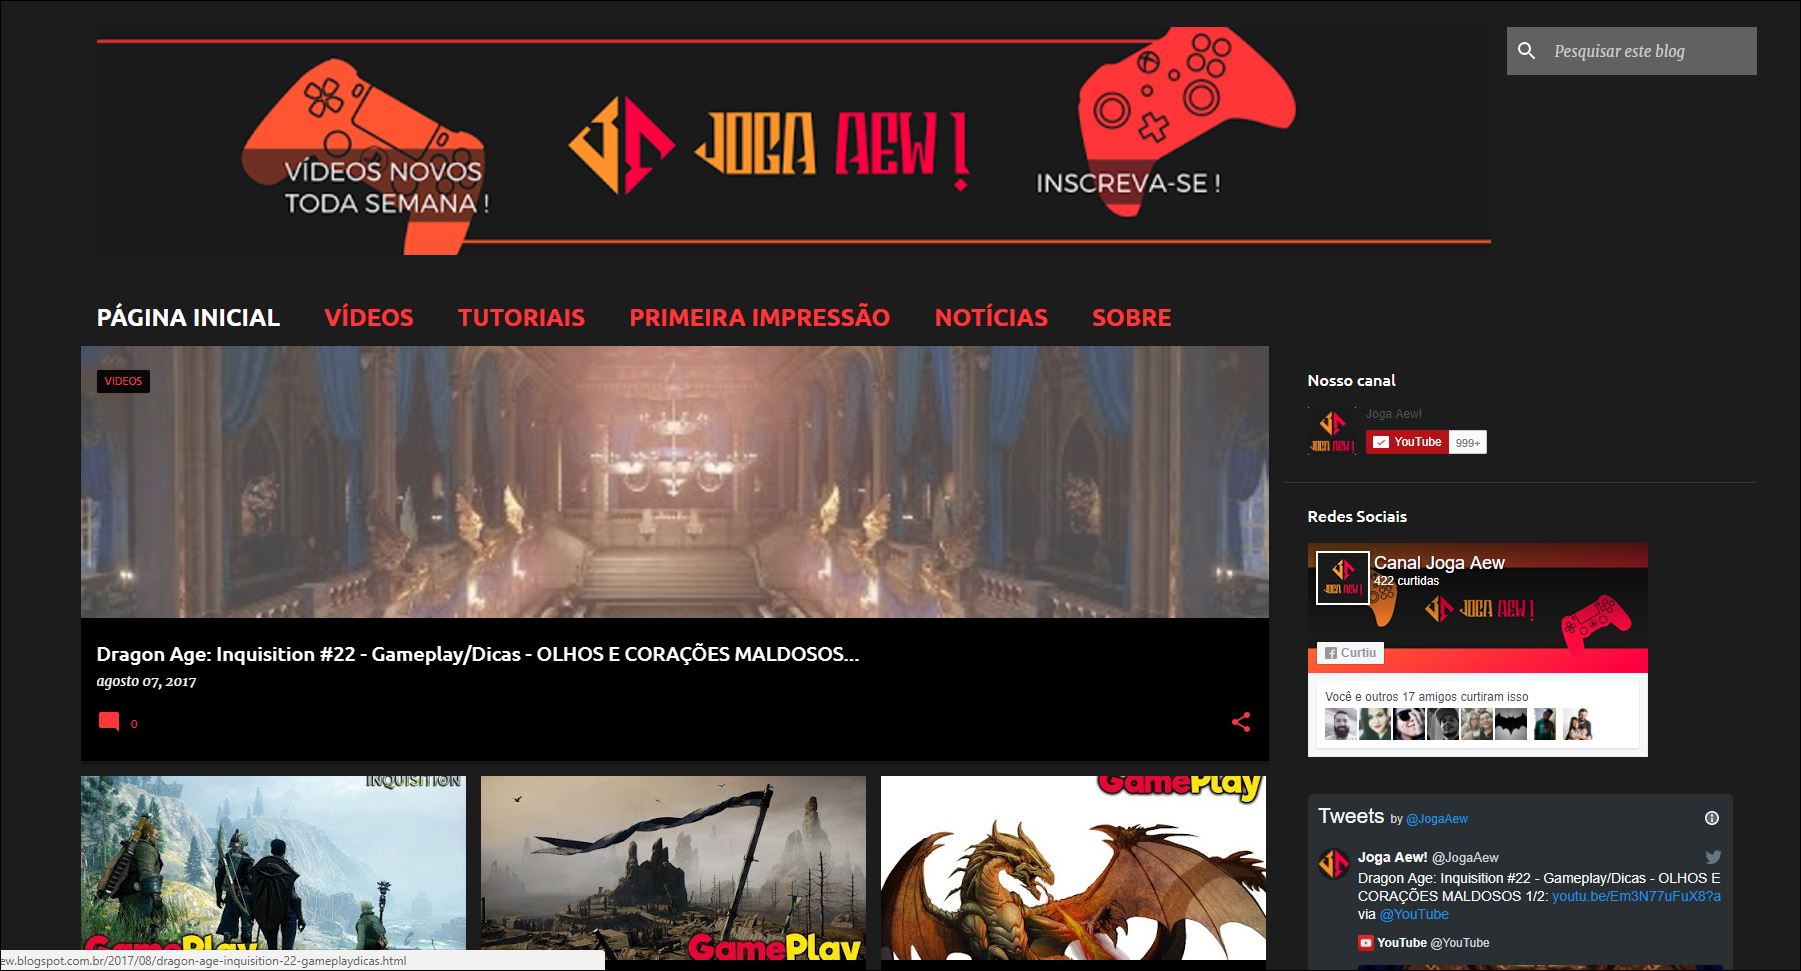 VÍDEOS NOVOS
TODA SEMANA !
JOGA AEW !
INSCREVA-SE !
Pesquisar este blog
PÁGINA INICIAL VÍDEOS TUTORIAIS PRIMEIRA IMPRESSÃO NOTÍCIAS SOBRE
VIDEOS
Dragon Age: Inquisition #22 - Gameplay/Dicas - OLHOS E CORAÇÕES MALDOSOS...
agosto 07, 2017
0
Nosso canal
JOGA AEW !
Joga Aew!
YouTube 999+
Redes Sociais
JOGA AEW !
Canal Joga Aew
422 curtidas
JOGA AEW !
Curtiu
Você e outros 17 amigos curtiram isso
Tweets by @JogaAew
Joga Aew! @JogaAew
Dragon Age: Inquisition #22 - Gameplay/Dicas - OLHOS E
CORAÇÕES MALDOSOS 1/2: youtu.be/Em3N77uFuX8?a
via @YouTube
YouTube @YouTube
INQUISITION
GamePlay
GamePlay
GamePlay
ew.blogspot.com.br/2017/08/dragon-age-inquisition-22-gameplaydicas.html